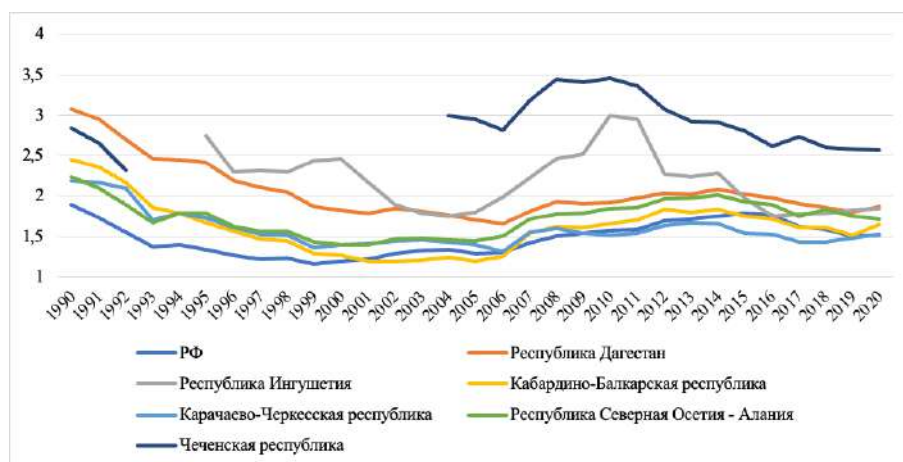 4
3,5
3
2,5
2
1,5
1
1990 1991 1992 1993 1994 1995 1996 1997 1998 1999 2000 2001 2002 2003 2004 2005 2006 2007 2008 2009 2010 2011 2012 2013 2014 2015 2016 2017 2018 2019 2020
РФ Республика Дагестан
Республика Ингушетия Кабардино-Балкарская республика
Карачаево-Черкесская республика Республика Северная Осетия - Алания
Чеченская республика